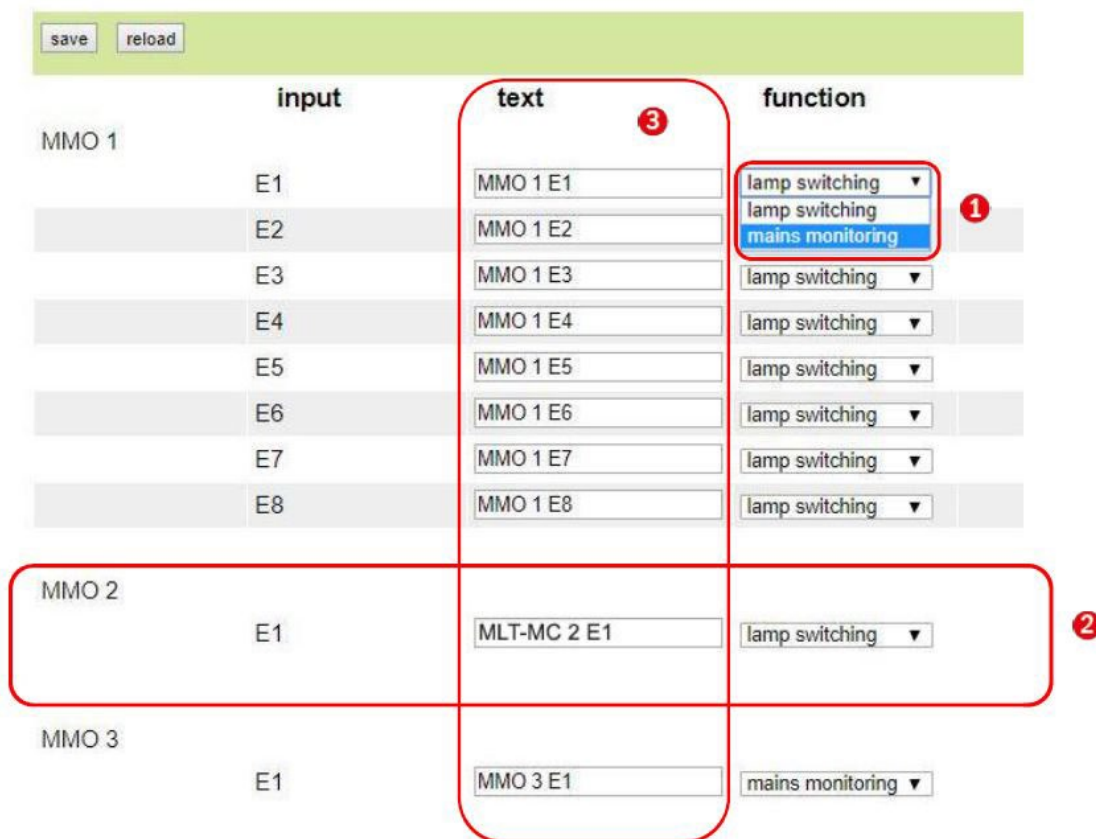 save reload
input text function
3
MMO 1
E1 MMO 1 E1 lamp switching
lamp switching
1
E2 MMO 1 E2 mains monitoring
E3 MMO 1 E3 lamp switching
E4 MMO 1 E4 lamp switching
E5 MMO 1 E5 lamp switching
E6 MMO 1 E6 lamp switching
E7 MMO 1 E7 lamp switching
E8 MMO 1 E8 lamp switching
MMO 2
E1 MLT-MC 2 E1 lamp switching
2
MMO 3
E1 MMO 3 E1 mains monitoring